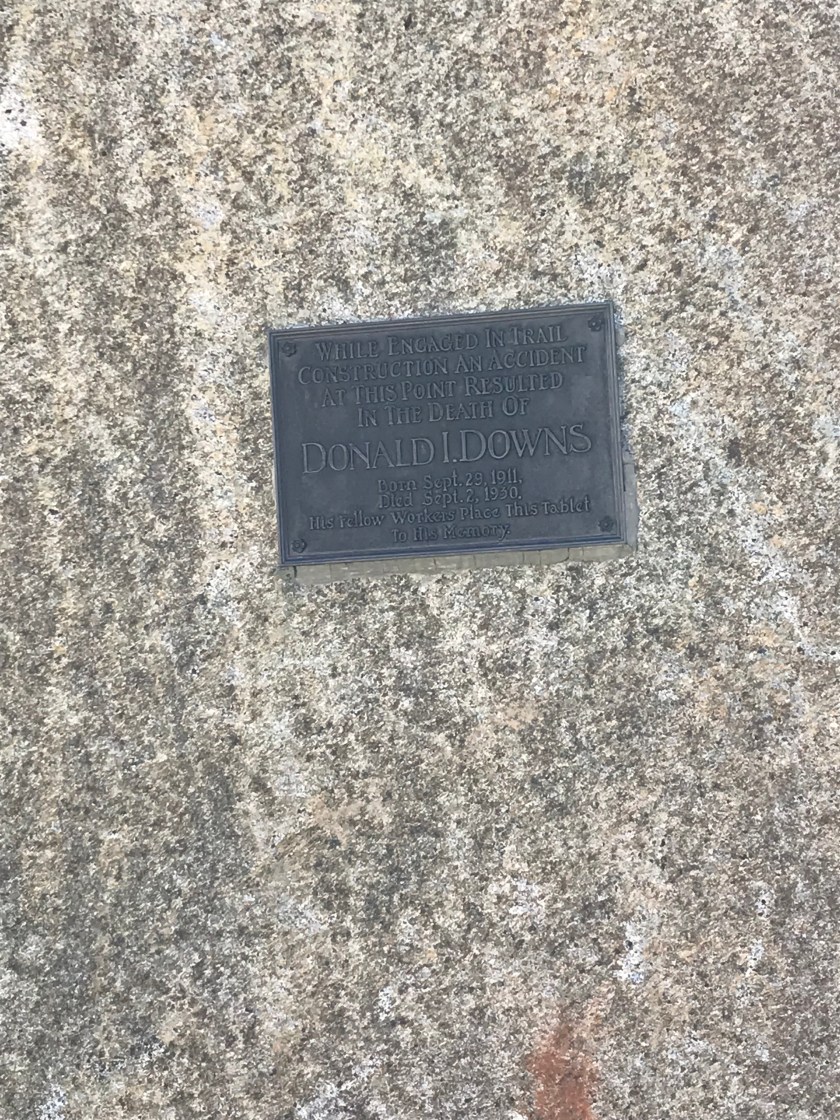 WHILE ENGAGED IN TRAIL
CONSTRUCTION AN ACCIDENT
AT THIS POINT RESULTED
IN THE DEATH OF
DONALD I. DOWNS
Born Sept. 29, 1911,
Died Sept. 2, 1930.
His Fellow Workers Place This Tablet
To His Memory.